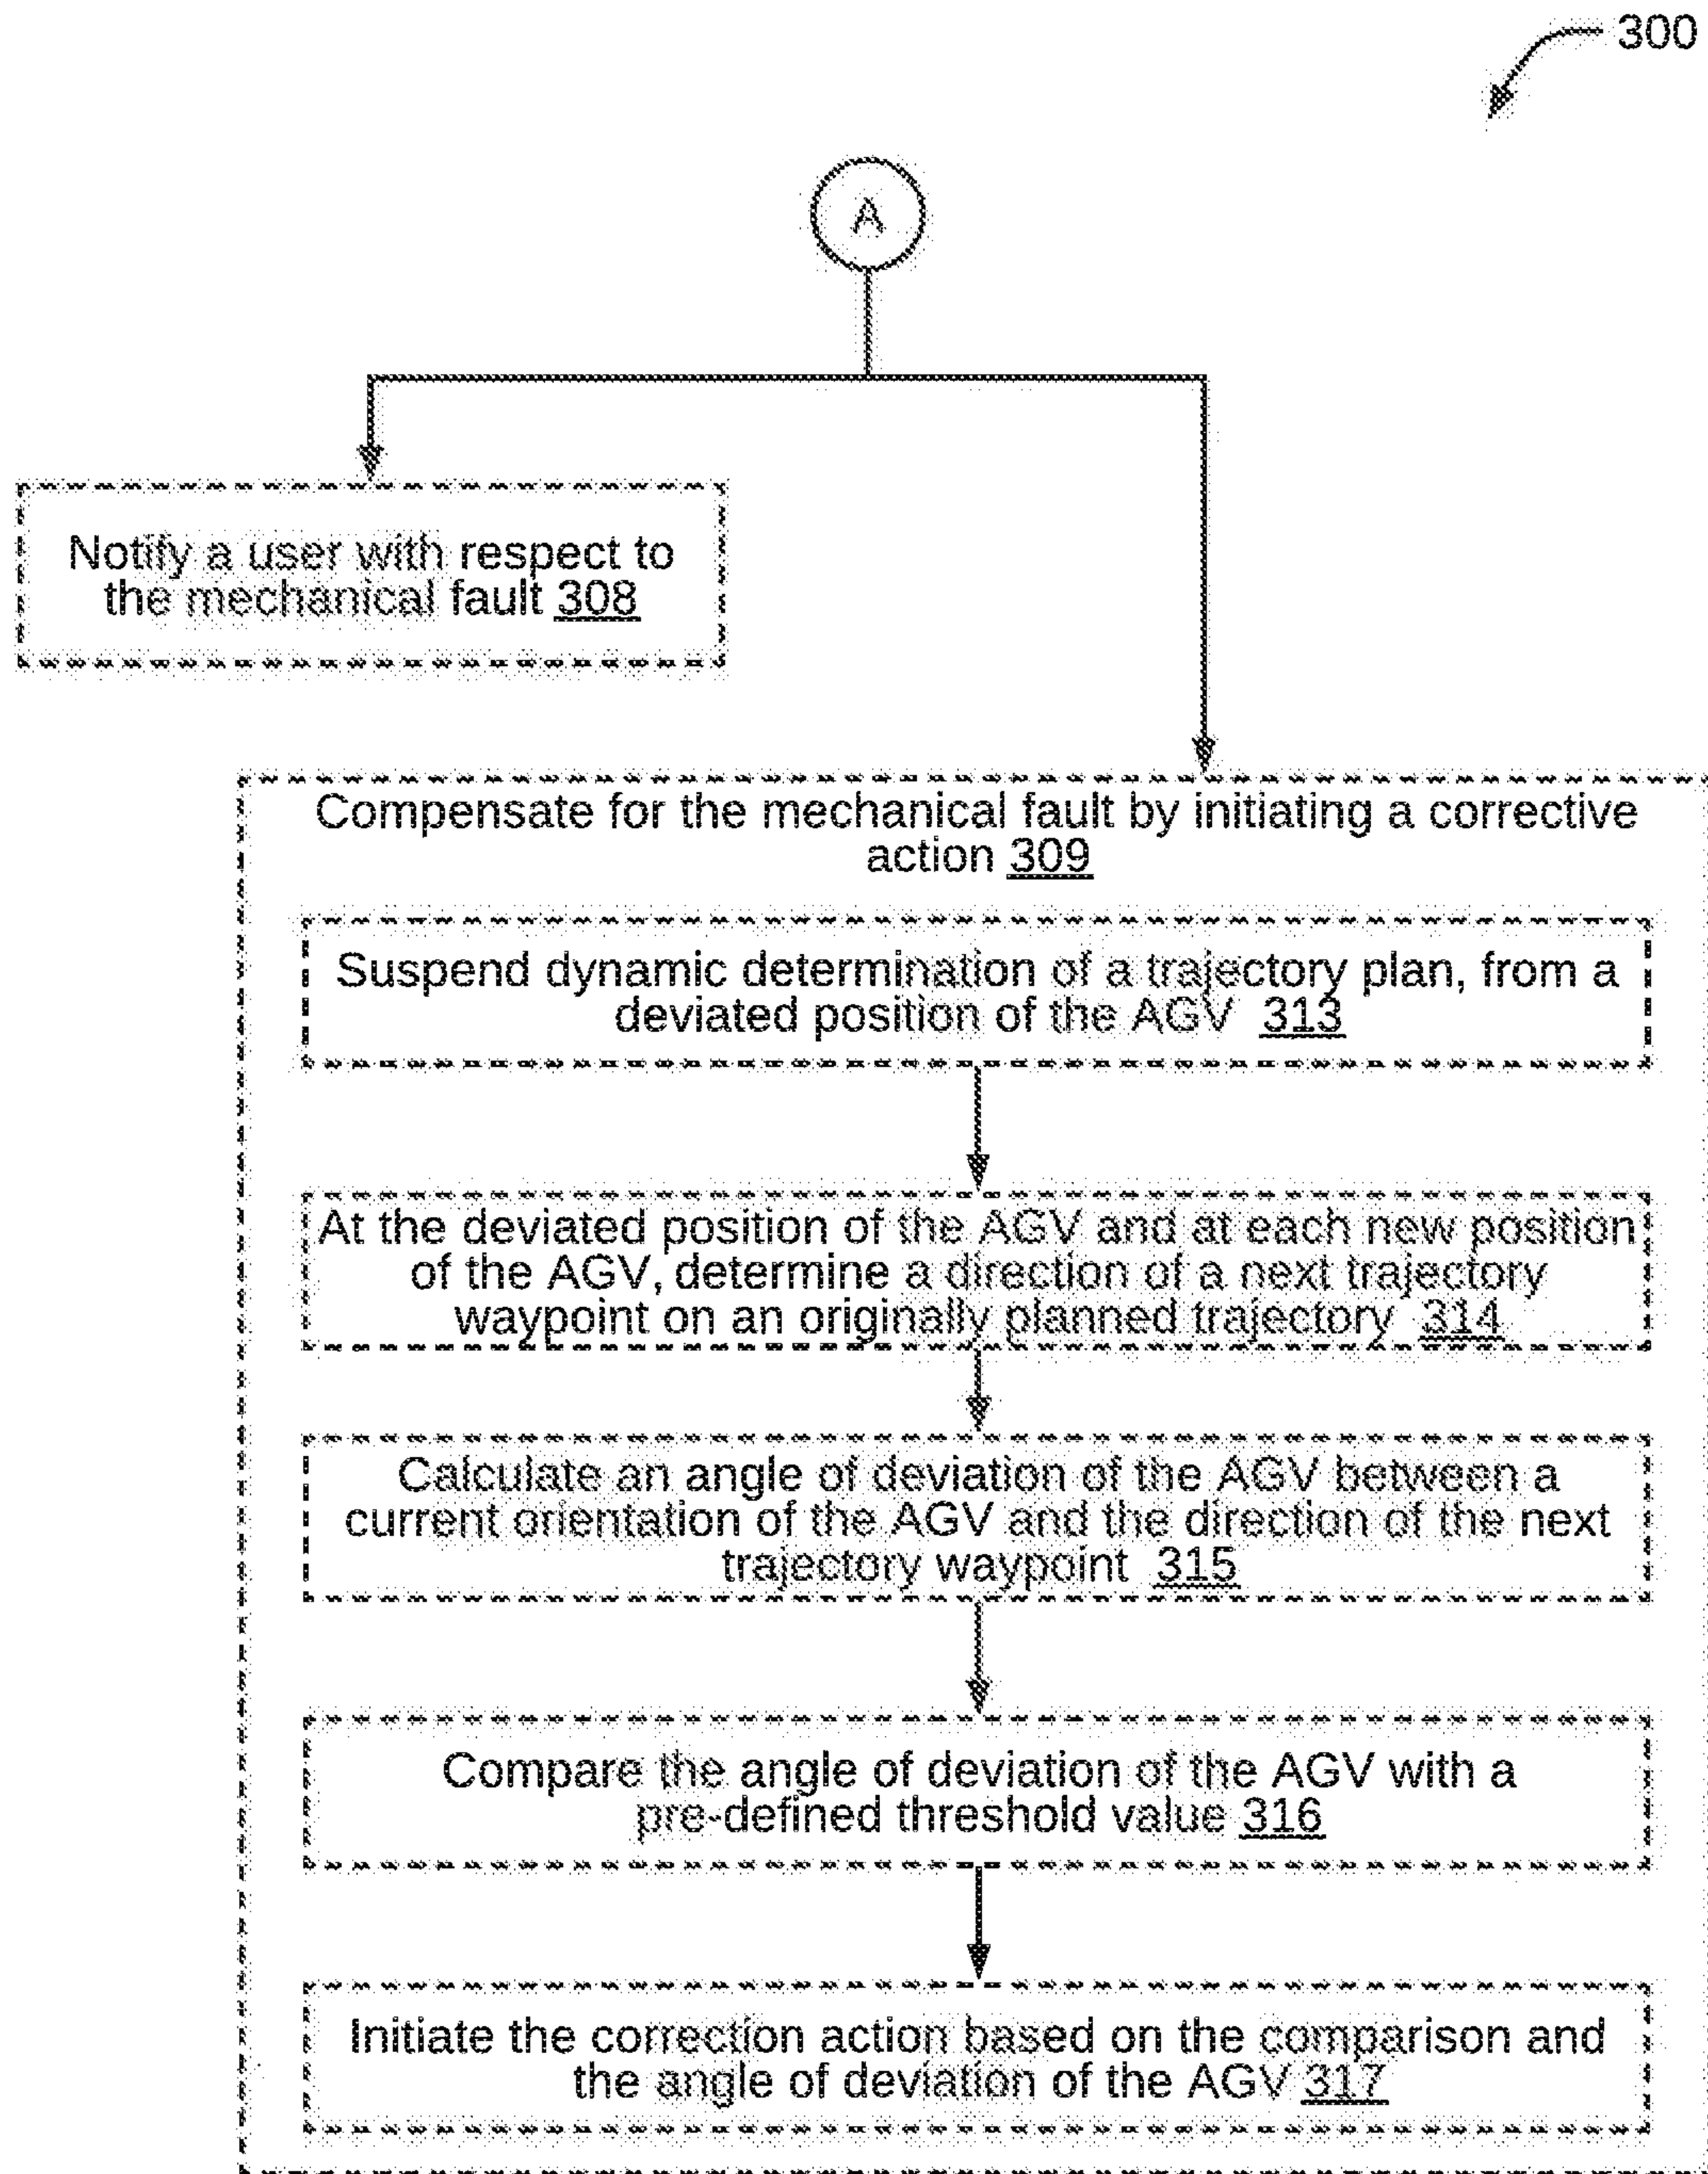 300
A
Notify a user with respect to
the mechanical fault 308
Compensate for the mechanical fault by initiating a corrective
action 309
Suspend dynamic determination of a trajectory plan, from a
deviated position of the AGV 313
At the deviated position of the AGV and at each new position
of the AGV, determine a direction of a next trajectory
waypoint on an originally planned trajectory 314
Calculate an angle of deviation of the AGV between a
current orientation of the AGV and the direction of the next
trajectory waypoint 315
Compare the angle of deviation of the AGV with a
pre-defined threshold value 316
Initiate the correction action based on the comparison and
the angle of deviation of the AGV 317